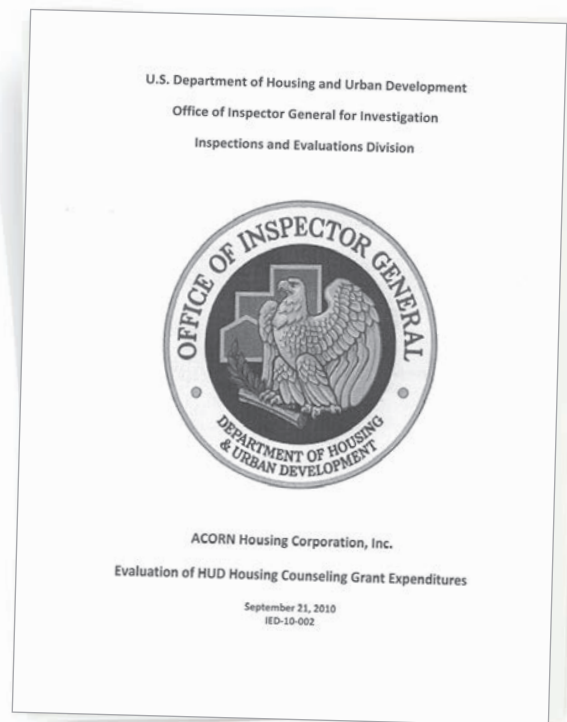 U.S. Department of Housing and Urban Development
Office of Inspector General for Investigation
Inspections and Evaluations Division
OFFICE OF INSPECTOR GENERAL
DEPARTMENT OF HOUSING
& URBAN DEVELOPMENT
ACORN Housing Corporation, Inc.
Evaluation of HUD Housing Counseling Grant Expenditures
September 21, 2010
IED-10-002